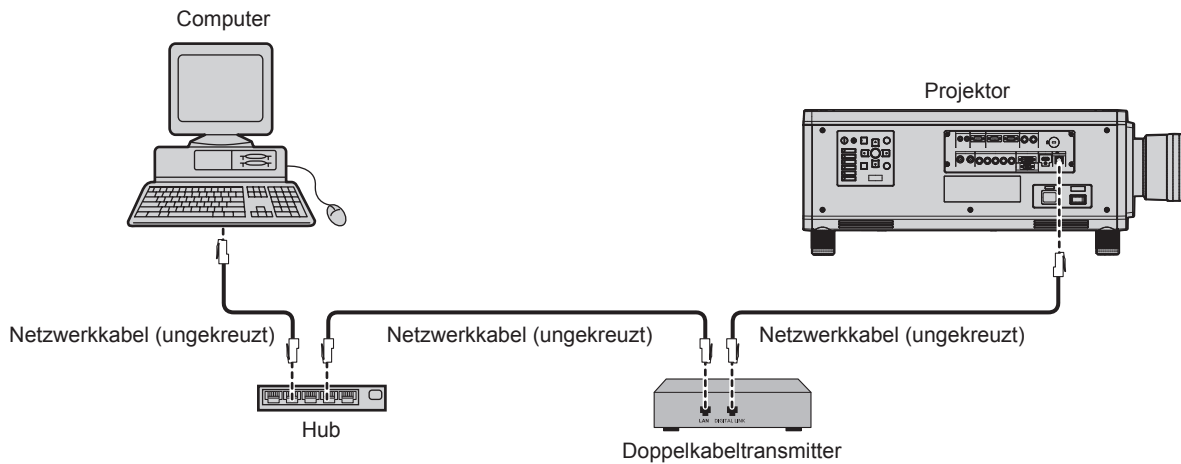 Computer
Projektor
Netzwerkkabel (ungekreuzt)
Netzwerkkabel (ungekreuzt)
Netzwerkkabel (ungekreuzt)
LAN
DIGITAL LINK
Hub
Doppelkabeltransmitter